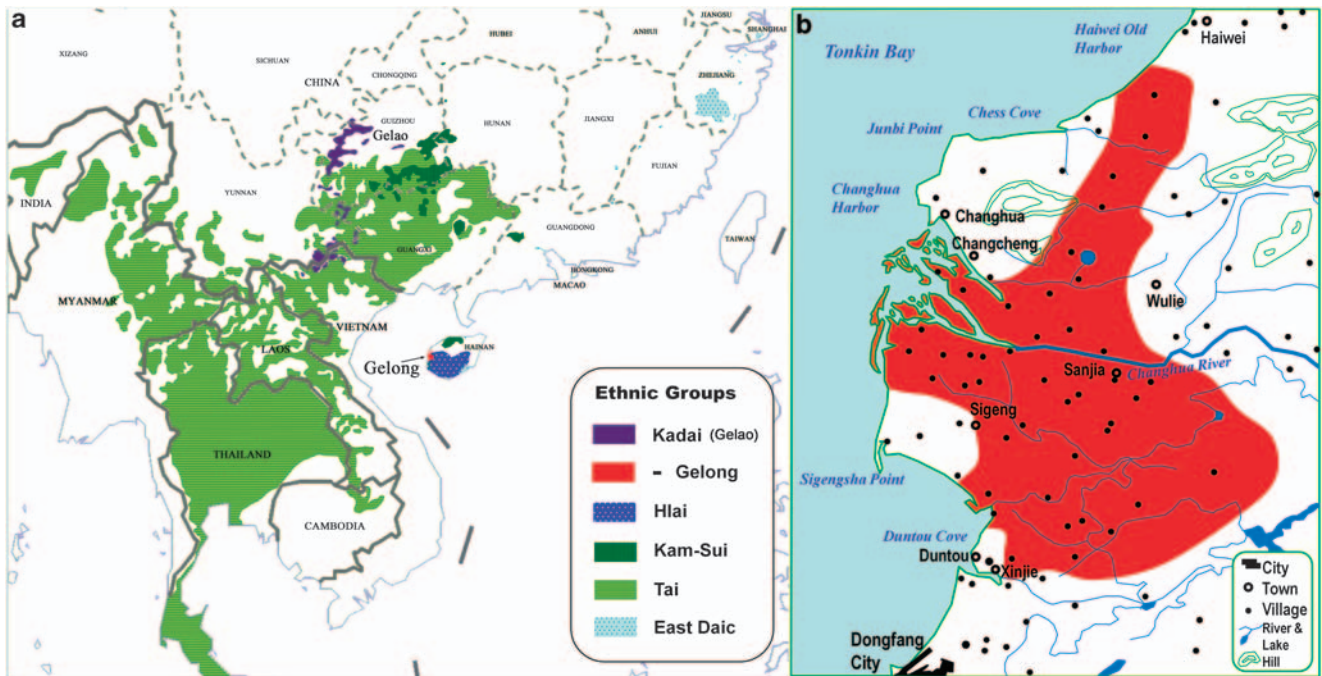 a
XIZANG
SICHUAN
CHINA
CHONGQING
HUBEI
ANHUI
JIANGSU
SHANGHAI
ZHEJIANG
GUIZHOU
Gelao
HUNAN
JIANGXI
FUJIAN
INDIA
YUNNAN
GUANGXI
GUANGDONG
TAIWAN
HONGKONG
MACAO
MYANMAR
VIETNAM
LAOS
HAINAN
Gelong
THAILAND
CAMBODIA
Ethnic Groups
Kadai (Gelao)
- Gelong
Hlai
Kam-Sui
Tai
East Daic
b
Tonkin Bay
Haiwei Old
Harbor
Haiwei
Chess Cove
Junbi Point
Changhua
Harbor
Changhua
Changcheng
Wulie
Sanjia
Changhua River
Sigeng
Sigengsha Point
Duntou Cove
Duntou
Xinjie
Dongfang
City
City
Town
Village
River &
Lake
Hill